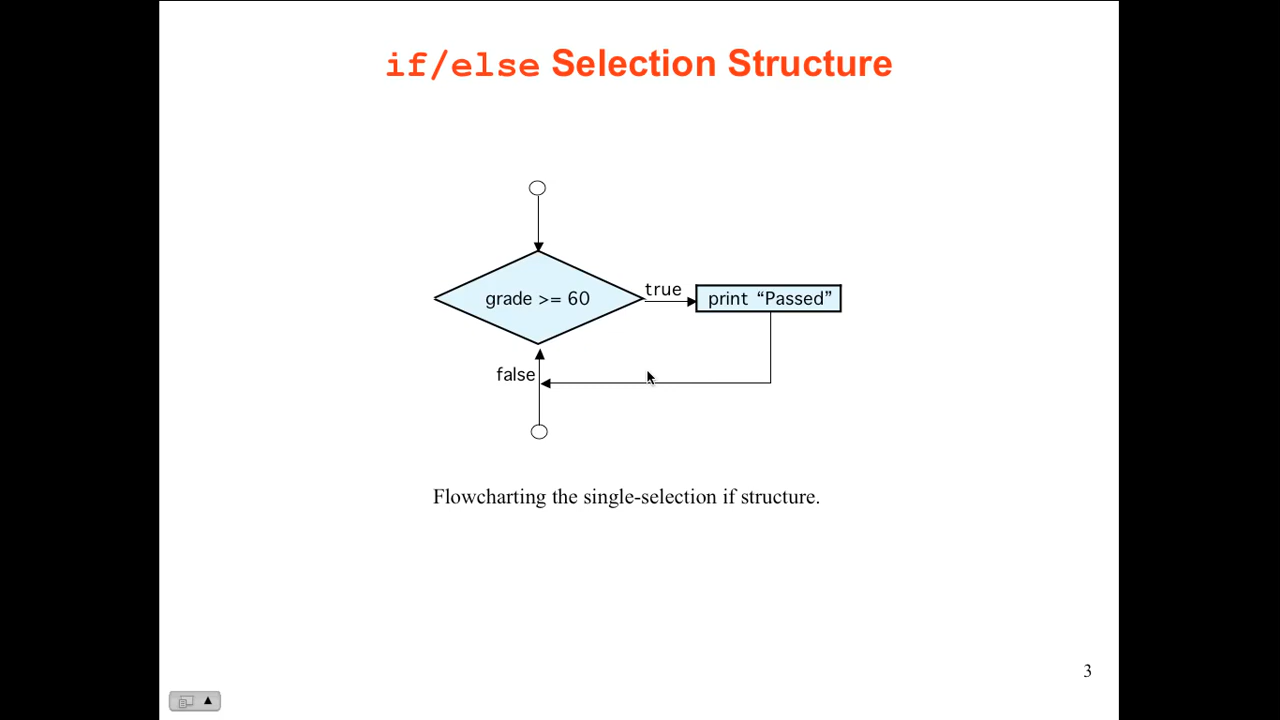 if/else Selection Structure
grade >= 60
true
print “Passed”
false
Flowcharting the single-selection if structure.
3